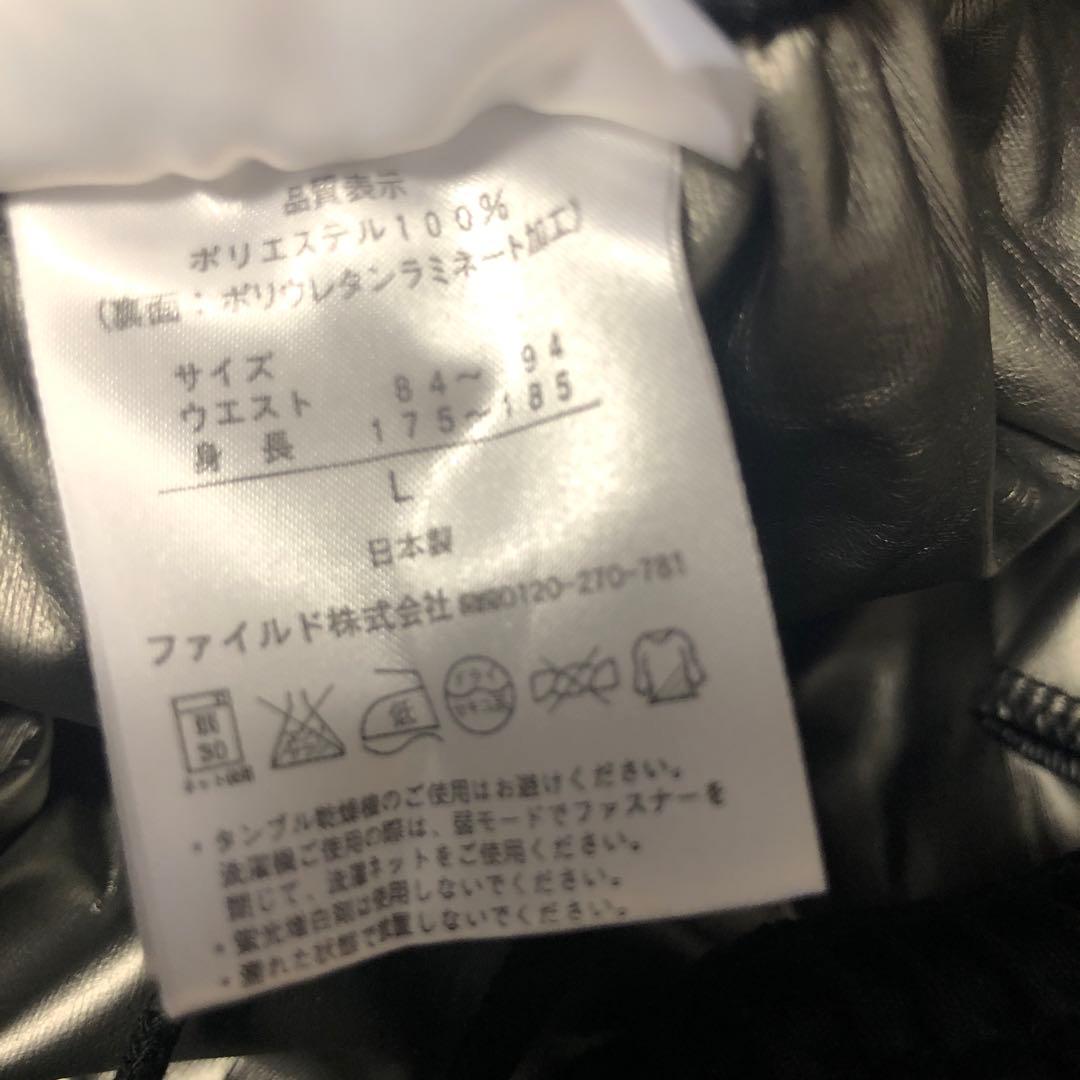 品質表示
ポリエステル100%
(裏面:ポリウレタンラミネート加工)
サイズ
ウエスト 84～ 94
身 長 175～185
L
日本製
ファイルド株式会社 0120-270-781
弱
30
ネット使用
低
ドライ
セキユ系
・タンブル乾燥機のご使用はお避けください。
洗濯機ご使用の際は、弱モードでファスナーを
閉じて、洗濯ネットをご使用ください。
・蛍光増白剤は使用しないでください。
・濡れた状態で放置しないでください。